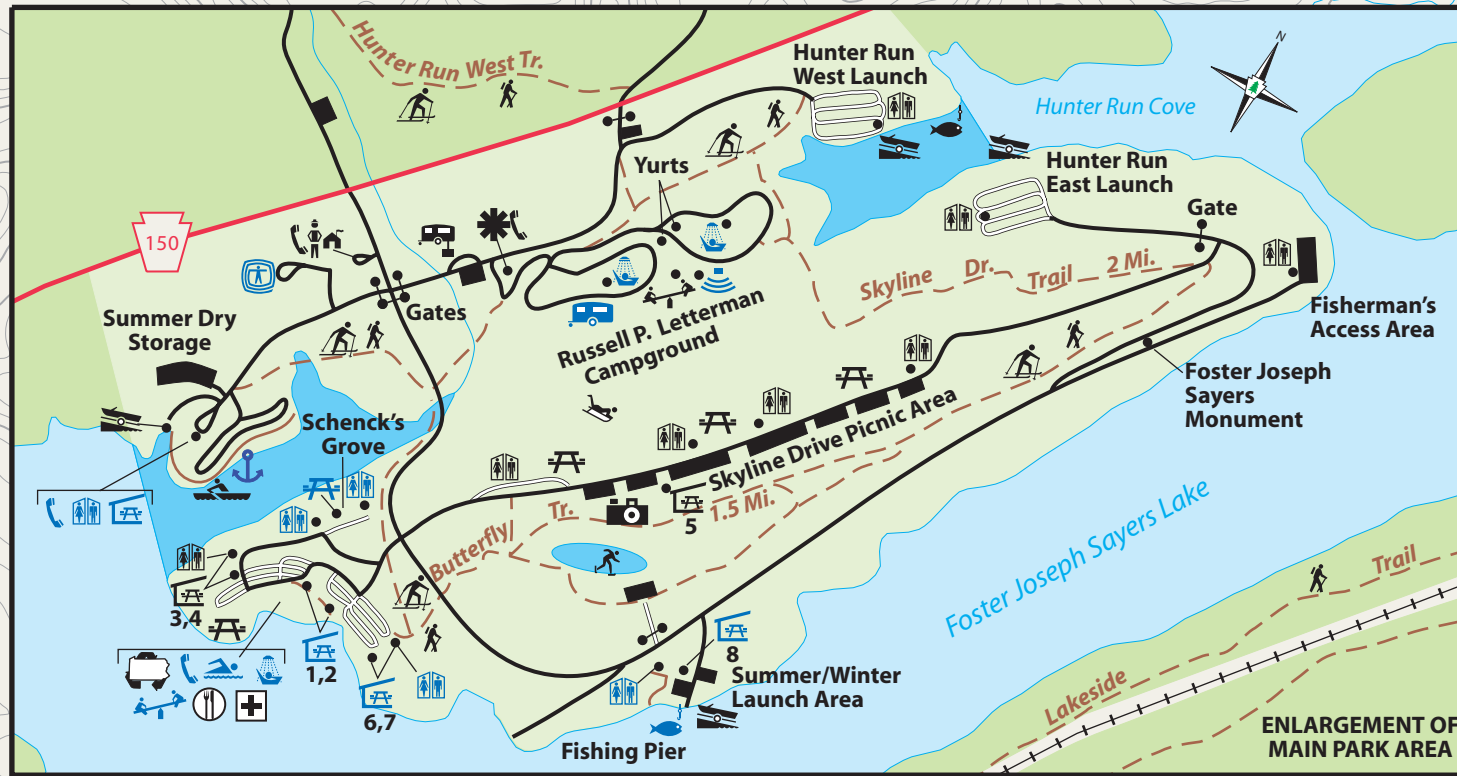 Hunter Run West Tr.
Hunter Run
West Launch
N
Hunter Run Cove
Hunter Run
East Launch
Yurts
Gate
150
Skyline Dr. Trail 2 Mi.
Gates
Fisherman's
Access Area
Summer Dry
Storage
Russell P. Letterman
Campground
Foster Joseph
Sayers
Monument
Schenck's
Grove
Skyline Drive Picnic Area
5
Butterfly Tr. 1.5 Mi.
Foster Joseph Sayers Lake
3,4
1,2
6,7
8
Summer/Winter
Launch Area
Fishing Pier
Lakeside Trail
ENLARGEMENT OF
MAIN PARK AREA